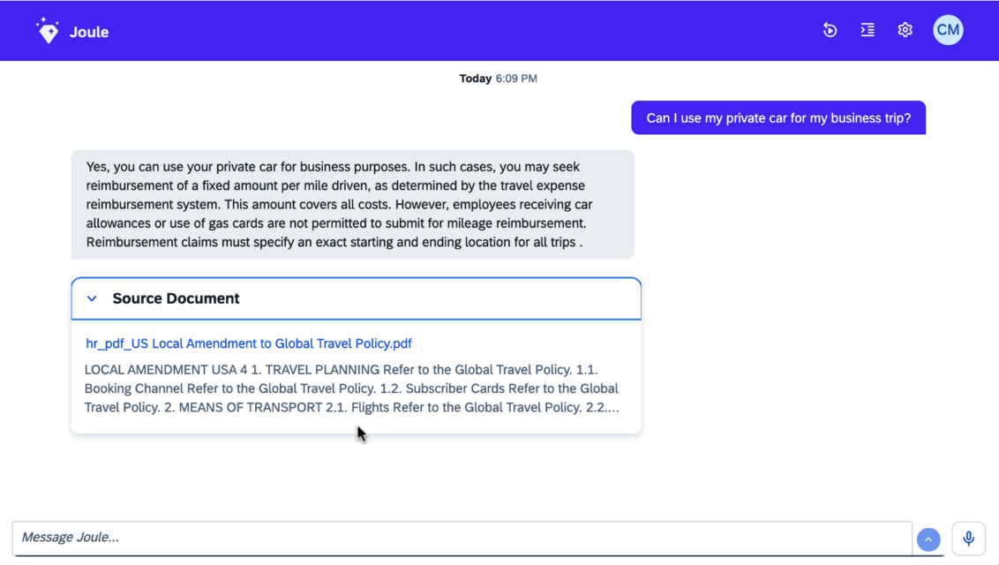 Joule
CM
Today 6:09 PM
Can I use my private car for my business trip?
Yes, you can use your private car for business purposes. In such cases, you may seek
reimbursement of a fixed amount per mile driven, as determined by the travel expense
reimbursement system. This amount covers all costs. However, employees receiving car
allowances or use of gas cards are not permitted to submit for mileage reimbursement.
Reimbursement claims must specify an exact starting and ending location for all trips .
Source Document
hr_pdf_US Local Amendment to Global Travel Policy.pdf
LOCAL AMENDMENT USA 4 1. TRAVEL PLANNING Refer to the Global Travel Policy. 1.1.
Booking Channel Refer to the Global Travel Policy. 1.2. Subscriber Cards Refer to the Global
Travel Policy. 2. MEANS OF TRANSPORT 2.1. Flights Refer to the Global Travel Policy. 2.2....
Message Joule...